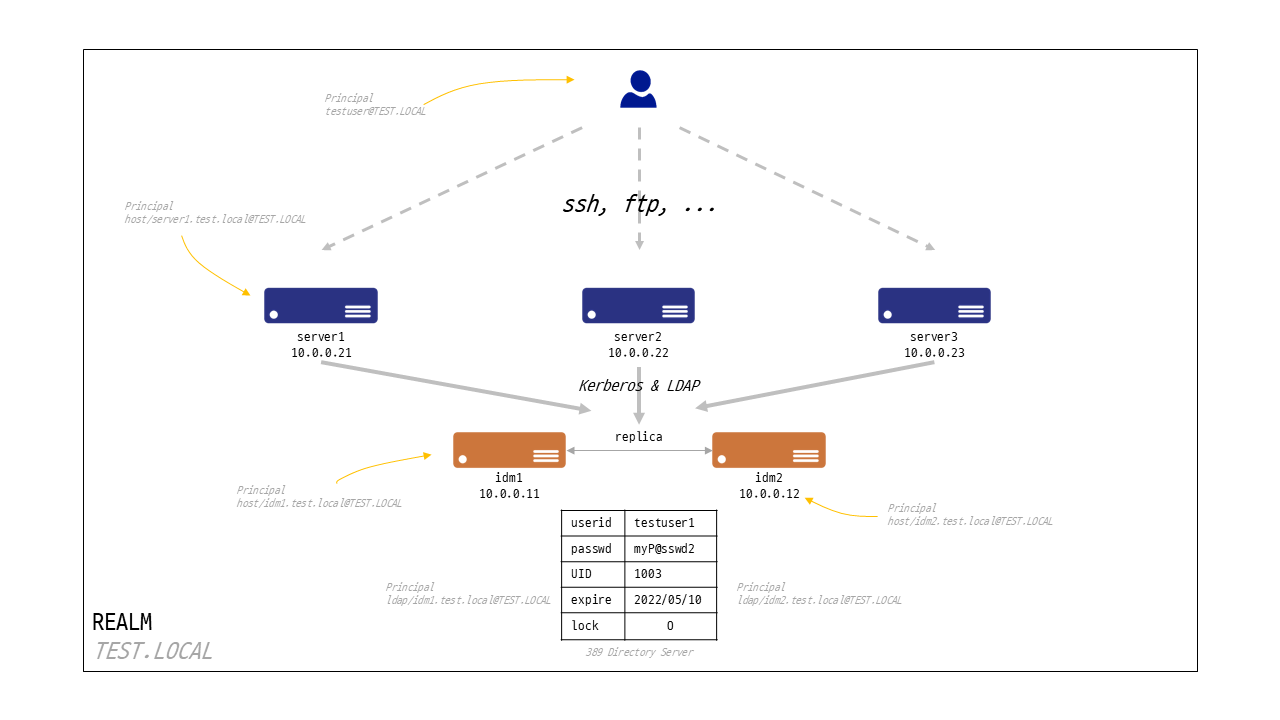 Principal
testuser@TEST.LOCAL
ssh, ftp, ...
Principal
host/server1.test.local@TEST.LOCAL
server1
10.0.0.21
server2
10.0.0.22
server3
10.0.0.23
Kerberos & LDAP
replica
idm1
10.0.0.11
idm2
10.0.0.12
Principal
host/idm1.test.local@TEST.LOCAL
Principal
host/idm2.test.local@TEST.LOCAL
userid testuser1
passwd myP@sswd2
UID 1003
expire 2022/05/10
lock O
389 Directory Server
Principal
ldap/idm1.test.local@TEST.LOCAL
Principal
ldap/idm2.test.local@TEST.LOCAL
REALM
TEST.LOCAL